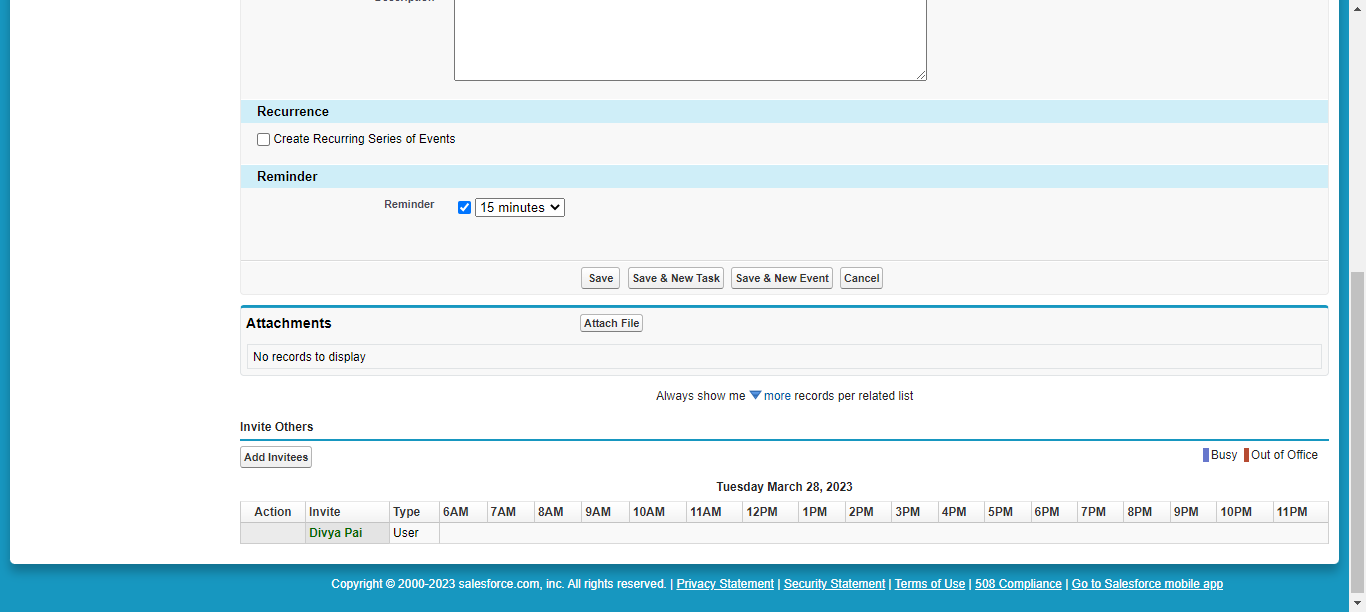 Description
Recurrence
Create Recurring Series of Events
Reminder
Reminder 15 minutes
Save Save & New Task Save & New Event Cancel
Attachments Attach File
No records to display
Always show me more records per related list
Invite Others
Add Invitees Busy Out of Office
Tuesday March 28, 2023
Action Invite Type 6AM 7AM 8AM 9AM 10AM 11AM 12PM 1PM 2PM 3PM 4PM 5PM 6PM 7PM 8PM 9PM 10PM 11PM
Divya Pai User
Copyright © 2000-2023 salesforce.com, inc. All rights reserved. | Privacy Statement | Security Statement | Terms of Use | 508 Compliance | Go to Salesforce mobile app